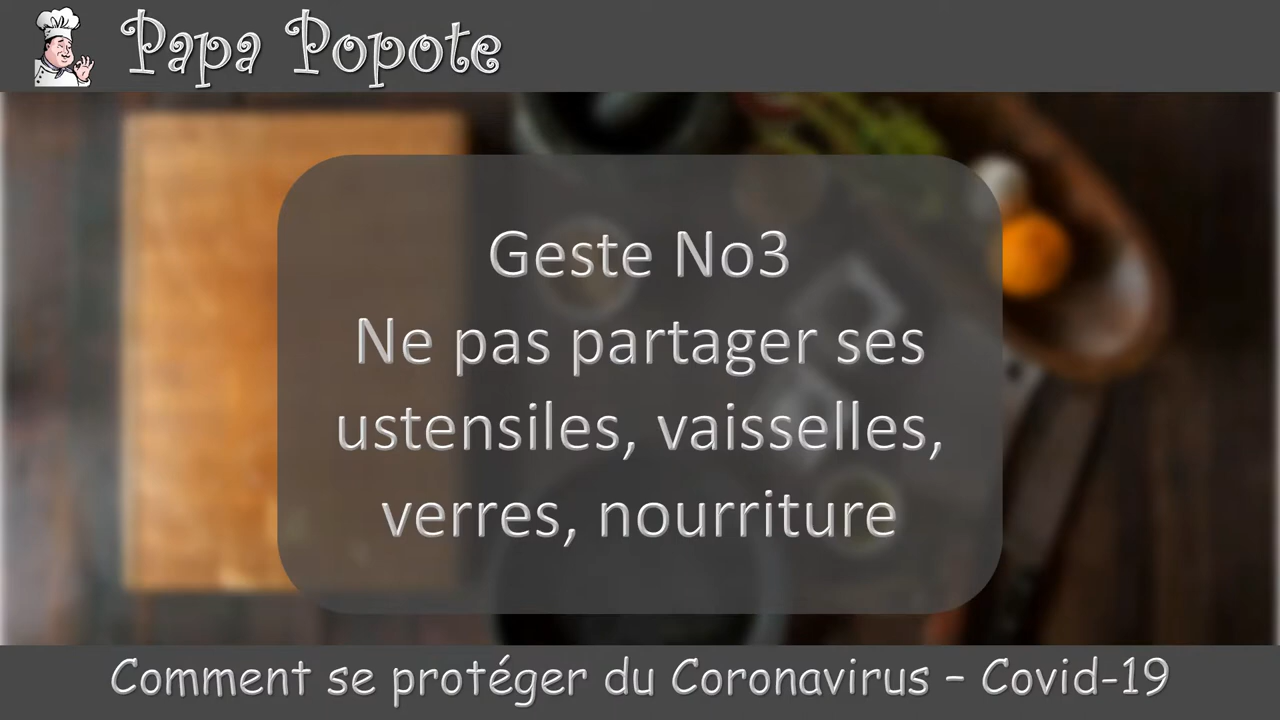 Papa Popote
Geste No3
Ne pas partager ses
ustensiles, vaisselles,
verres, nourriture
Comment se protéger du Coronavirus – Covid-19